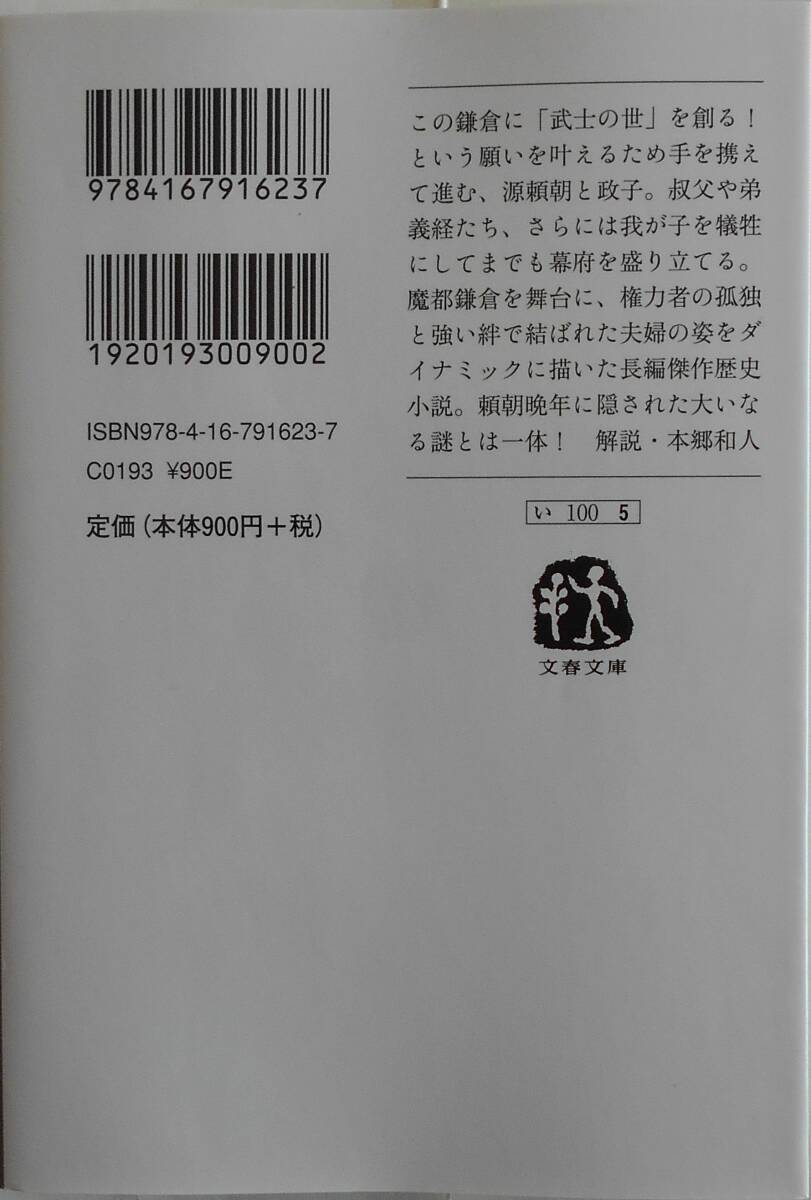 9784167916237
1920193009002
ISBN978-4-16-791623-7
C0193 ¥900E
定価(本体900円+税)
この鎌倉に「武士の世」を創る!
という願いを叶えるため手を携え
て進む、源頼朝と政子。叔父や弟
義経たち、さらには我が子を犠牲
にしてまでも幕府を盛り立てる。
魔都鎌倉を舞台に、権力者の孤独
と強い絆で結ばれた夫婦の姿をダ
イナミックに描いた長編傑作歴史
小説。頼朝晩年に隠された大いな
る謎とは一体! 解説・本郷和人
い 100 5
文春文庫